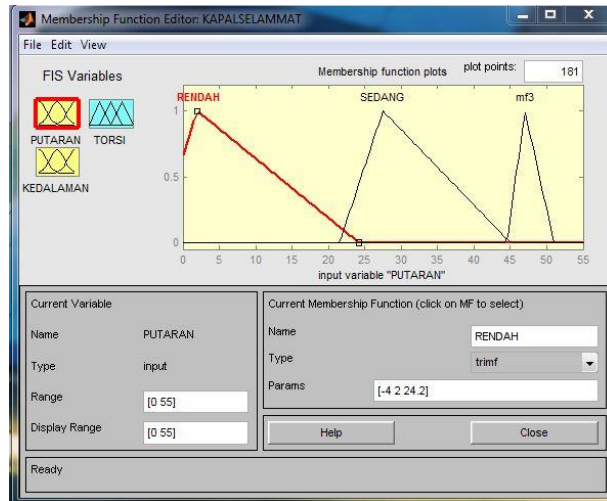 Membership Function Editor: KAPALSELAMMAT
File Edit View
FIS Variables
Membership function plots
plot points:
181
RENDAH
SEDANG
mf3
PUTARAN
TORSI
KEDALAMAN
1
0.5
0
0 5 10 15 20 25 30 35 40 45 50 55
input variable "PUTARAN"
Current Variable
Name
PUTARAN
Type
input
Range
[0 55]
Display Range
[0 55]
Current Membership Function (click on MF to select)
Name
RENDAH
Type
trimf
Params
[-4 2 24.2]
Help
Close
Ready